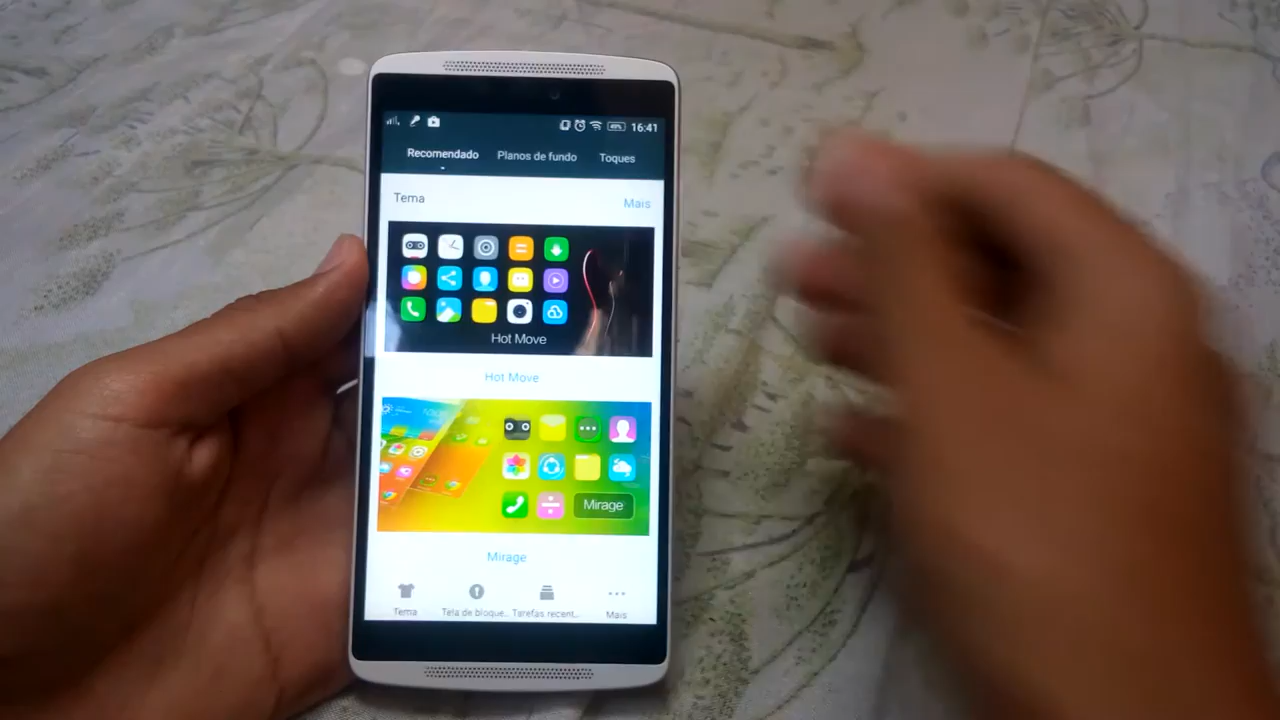 16:41
Recomendado Planos de fundo Toques
Tema Mais
Hot Move
Hot Move
Mirage
Mirage
Tema Tela de bloque... Tarefas recent... Mais